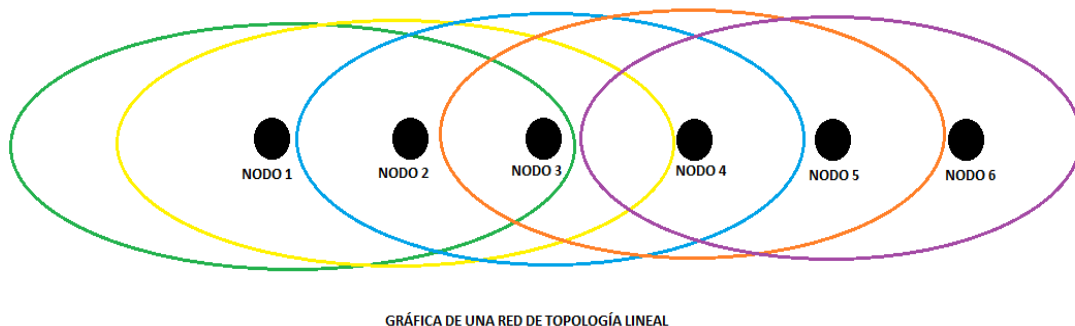 NODO 1
NODO 2
NODO 3
NODO 4
NODO 5
NODO 6
GRÁFICA DE UNA RED DE TOPOLOGÍA LINEAL